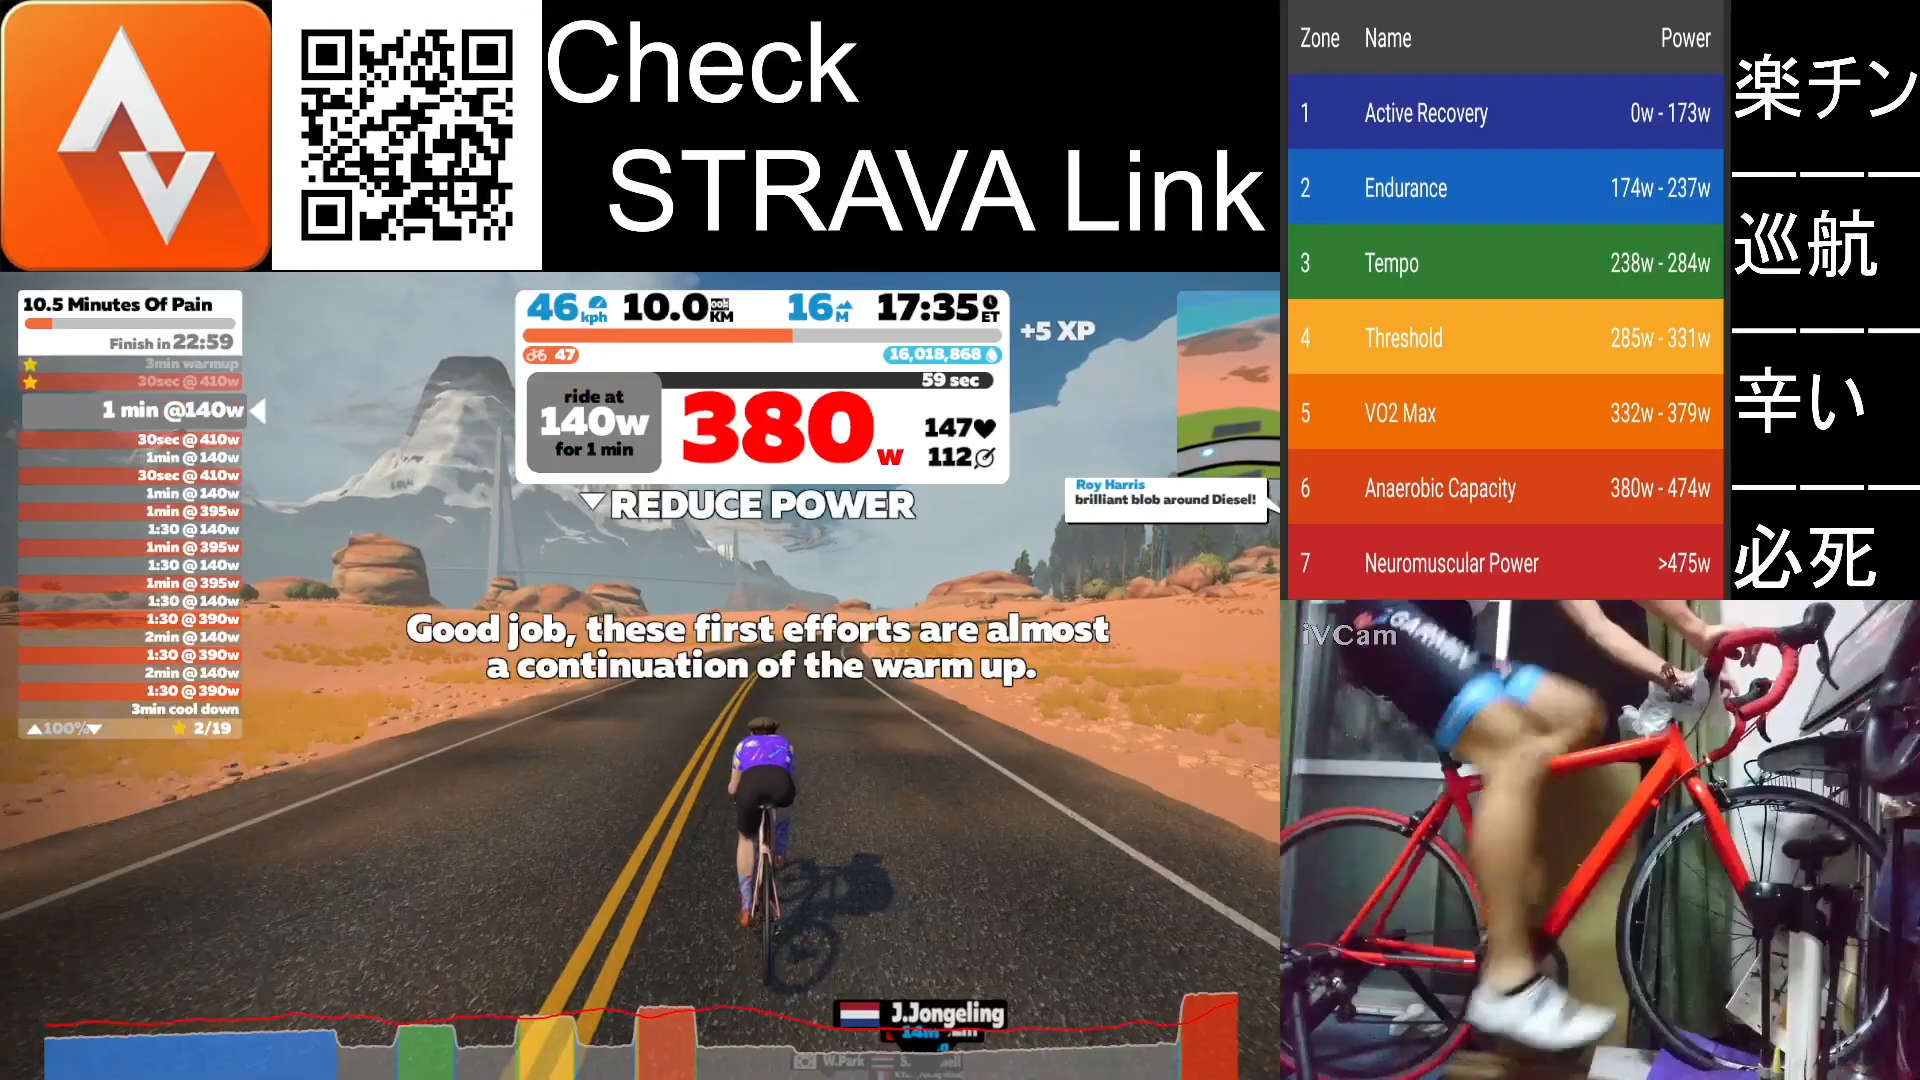 Check
STRAVA Link
10.5 Minutes Of Pain
Finish in 22:59
3min warmup
30sec @ 410w
1 min @140w
30sec @ 410w
1min @ 140w
30sec @ 410w
1min @ 140w
1min @ 395w
1:30 @ 140w
1min @ 395w
1:30 @ 140w
1min @ 395w
1:30 @ 140w
1:30 @ 390w
2min @ 140w
1:30 @ 390w
2min @ 140w
1:30 @ 390w
3min cool down
100% 2/19
46 kph 10.0 KM 16 M 17:35 ET
47 16,018,868
59 sec
ride at
140w
for 1 min
380 w
147
112
REDUCE POWER
+5 XP
Roy Harris
brilliant blob around Diesel!
Good job, these first efforts are almost
a continuation of the warm up.
J.Jongeling
14m
W.Park
Zone Name Power
1 Active Recovery 0w - 173w
2 Endurance 174w - 237w
3 Tempo 238w - 284w
4 Threshold 285w - 331w
5 VO2 Max 332w - 379w
6 Anaerobic Capacity 380w - 474w
7 Neuromuscular Power >475w
楽チン
巡航
辛い
必死
iVCam